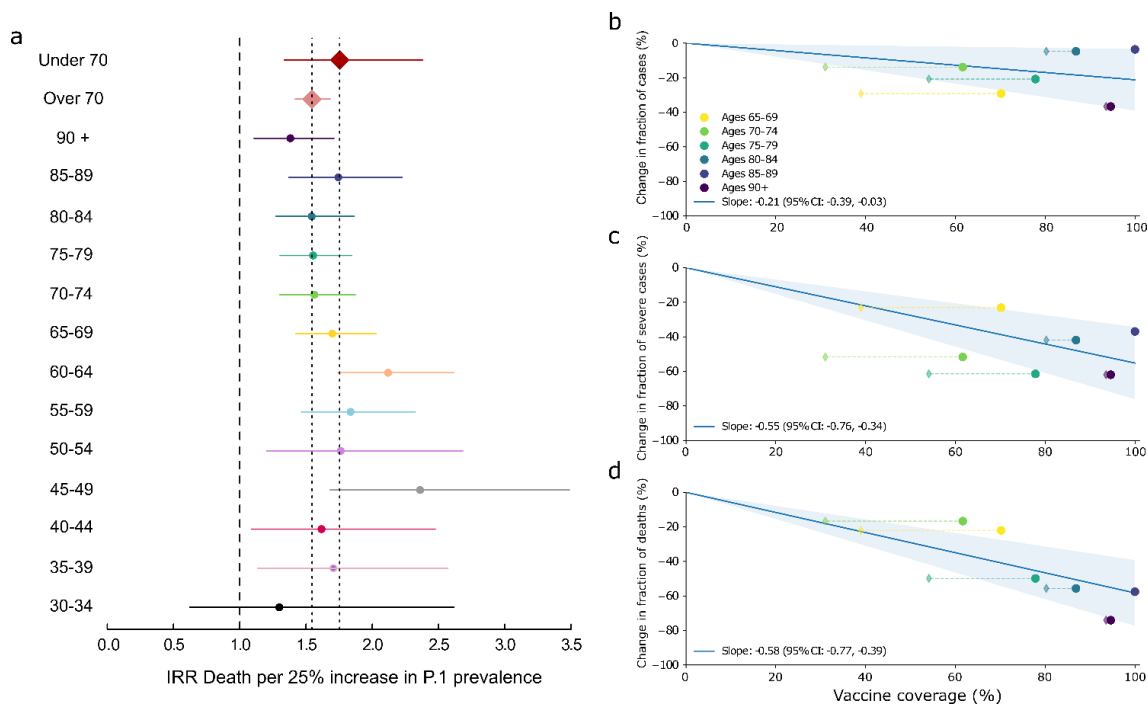 a
Under 70
Over 70
90 +
85-89
80-84
75-79
70-74
65-69
60-64
55-59
50-54
45-49
40-44
35-39
30-34
0.0 0.5 1.0 1.5 2.0 2.5 3.0 3.5
IRR Death per 25% increase in P.1 prevalence
b
Change in fraction of cases (%)
0
−20
−40
−60
−80
−100
Ages 65-69
Ages 70-74
Ages 75-79
Ages 80-84
Ages 85-89
Ages 90+
Slope: -0.21 (95% CI: -0.39, -0.03)
0 20 40 60 80 100
c
Change in fraction of severe cases (%)
0
−20
−40
−60
−80
−100
Slope: -0.55 (95% CI: -0.76, -0.34)
0 20 40 60 80 100
d
Change in fraction of deaths (%)
0
−20
−40
−60
−80
−100
Slope: -0.58 (95% CI: -0.77, -0.39)
0 20 40 60 80 100
Vaccine coverage (%)